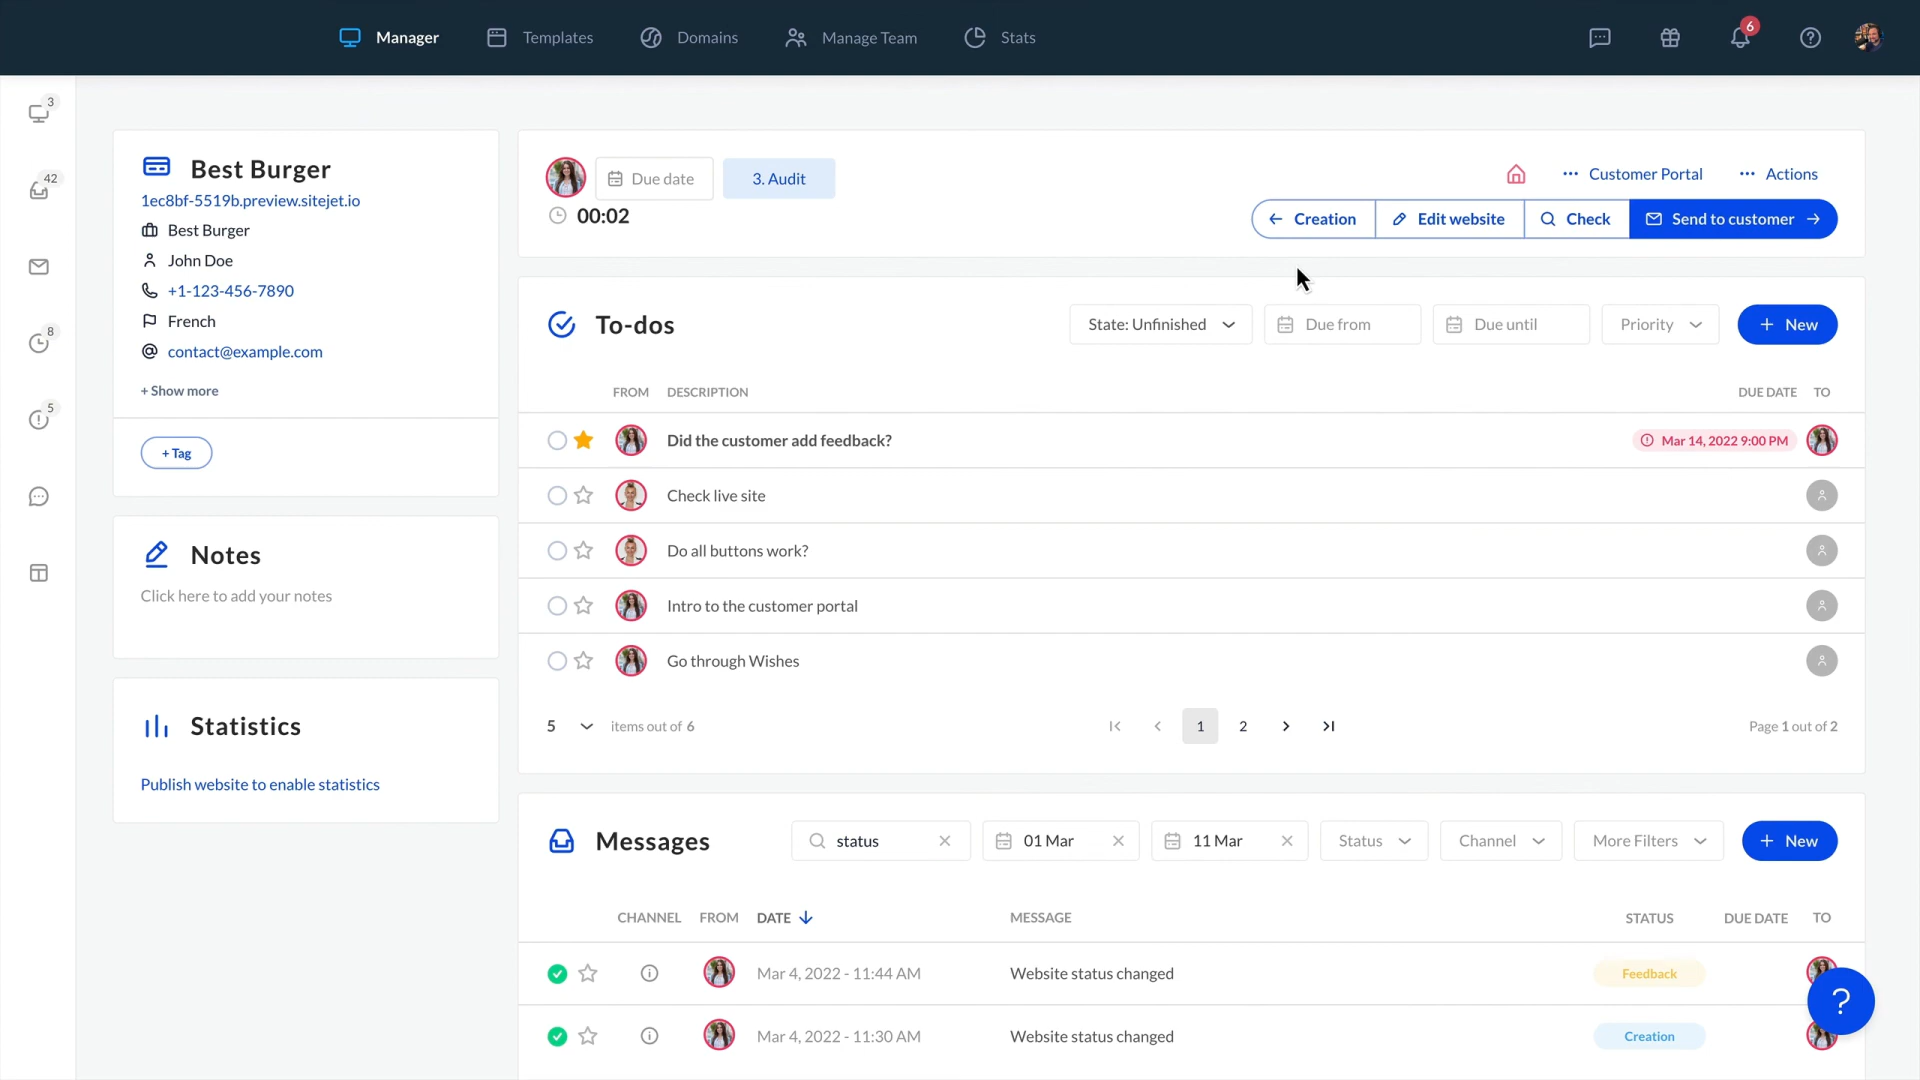 Manager
Templates
Domains
Manage Team
Stats
6
3
42
8
5
Best Burger
1ec8bf-5519b.preview.sitejet.io
Best Burger
John Doe
+1-123-456-7890
French
contact@example.com
+ Show more
+ Tag
Notes
Click here to add your notes
Statistics
Publish website to enable statistics
Due date
3. Audit
00:02
Customer Portal
Actions
Creation
Edit website
Check
Send to customer
To-dos
State: Unfinished
Due from
Due until
Priority
New
FROM DESCRIPTION DUE DATE TO
Did the customer add feedback? Mar 14, 2022 9:00 PM
Check live site
Do all buttons work?
Intro to the customer portal
Go through Wishes
5 items out of 6
1 2
Page 1 out of 2
Messages
status
01 Mar
11 Mar
Status
Channel
More Filters
New
CHANNEL FROM DATE MESSAGE STATUS DUE DATE TO
Mar 4, 2022 - 11:44 AM Website status changed Feedback
Mar 4, 2022 - 11:30 AM Website status changed Creation
?